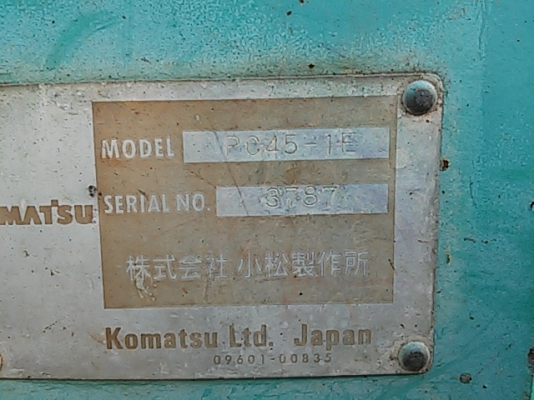 MODEL PC45-1E
OMATSU SERIAL NO. 3787
株式会社 小松製作所
Komatsu Ltd. Japan
09601-00835